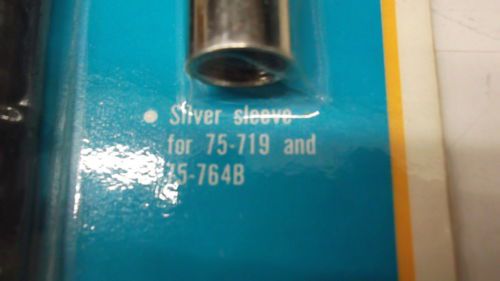 • Silver sleeve
for 75-719 and
75-764B